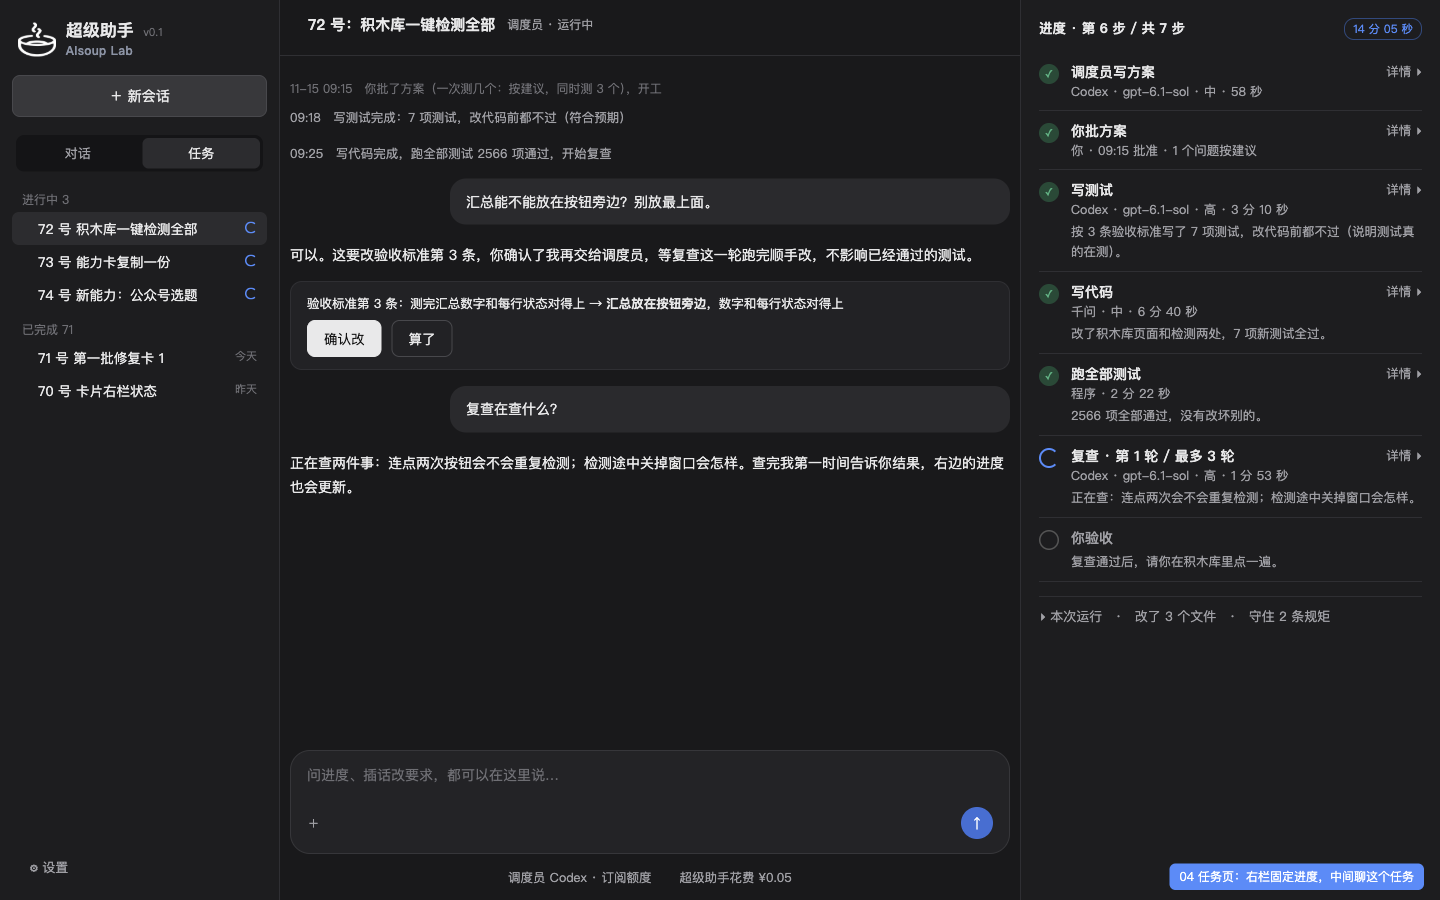 超级助手 v0.1
AIsoup Lab
+ 新会话
对话 任务
进行中 3
72 号 积木库一键检测全部
73 号 能力卡复制一份
74 号 新能力：公众号选题
已完成 71
71 号 第一批修复卡 1 今天
70 号 卡片右栏状态 昨天
设置
72 号：积木库一键检测全部 调度员 · 运行中
11-15 09:15 你批了方案（一次测几个：按建议，同时测 3 个），开工
09:18 写测试完成：7 项测试，改代码前都不过（符合预期）
09:25 写代码完成，跑全部测试 2566 项通过，开始复查
汇总能不能放在按钮旁边？别放最上面。
可以。这要改验收标准第 3 条，你确认了我再交给调度员，等复查这一轮跑完顺手改，不影响已经通过的测试。
验收标准第 3 条：测完汇总数字和每行状态对得上 → 汇总放在按钮旁边，数字和每行状态对得上
确认改 算了
复查在查什么？
正在查两件事：连点两次按钮会不会重复检测；检测途中关掉窗口会怎样。查完我第一时间告诉你结果，右边的进度
也会更新。
问进度、插话改要求，都可以在这里说…
+ ↑
调度员 Codex · 订阅额度 超级助手花费 ¥0.05
进度 · 第 6 步 / 共 7 步 14 分 05 秒
调度员写方案 详情
Codex · gpt-6.1-sol · 中 · 58 秒
你批方案 详情
你 · 09:15 批准 · 1 个问题按建议
写测试 详情
Codex · gpt-6.1-sol · 高 · 3 分 10 秒
按 3 条验收标准写了 7 项测试，改代码前都不过（说明测试真
的在测）。
写代码 详情
千问 · 中 · 6 分 40 秒
改了积木库页面和检测两处，7 项新测试全过。
跑全部测试 详情
程序 · 2 分 22 秒
2566 项全部通过，没有改坏别的。
复查 · 第 1 轮 / 最多 3 轮 详情
Codex · gpt-6.1-sol · 高 · 1 分 53 秒
正在查：连点两次会不会重复检测；检测途中关掉窗口会怎样。
你验收
复查通过后，请你在积木库里点一遍。
本次运行 · 改了 3 个文件 · 守住 2 条规矩
04 任务页：右栏固定进度，中间聊这个任务